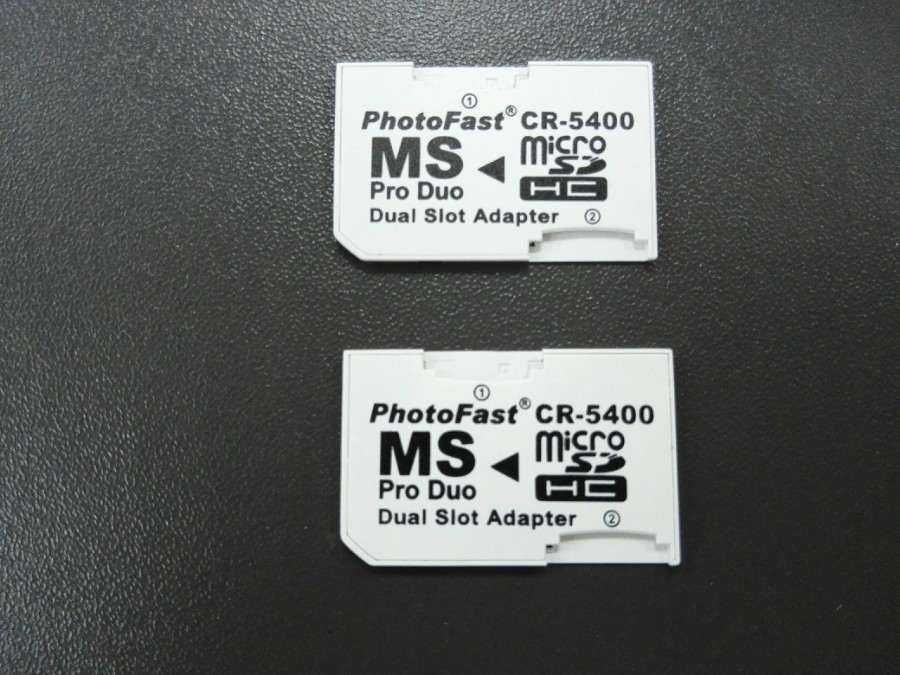 ①
PhotoFast® CR-5400
MS ◀ micro SD
Pro Duo HC
Dual Slot Adapter ②
①
PhotoFast® CR-5400
MS ◀ micro SD
Pro Duo HC
Dual Slot Adapter ②